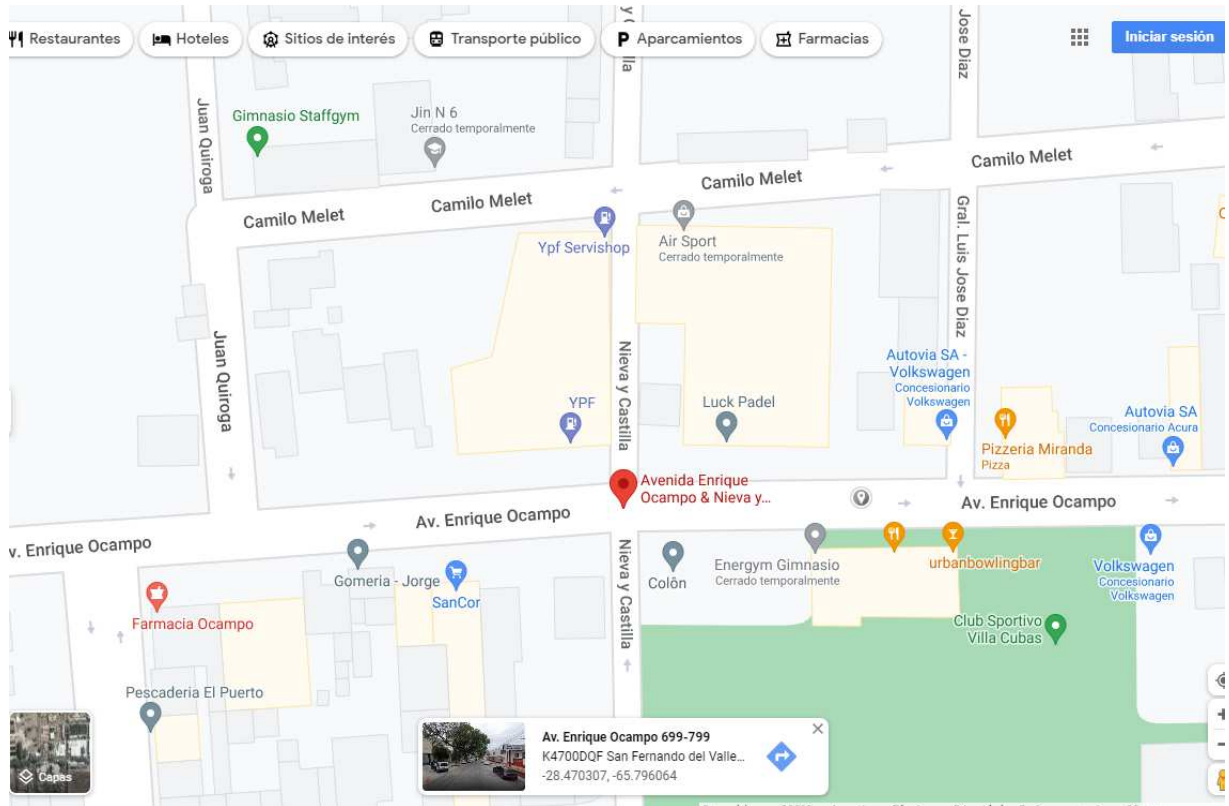 Restaurantes
Hoteles
Sitios de interés
Transporte público
Aparcamientos
Farmacias
Iniciar sesión
Jose Diaz
Juan Quiroga
Gimnasio Staffgym
Jin N 6
Cerrado temporalmente
Camilo Melet
Camilo Melet
Camilo Melet
Camilo Melet
Ypf Servishop
Air Sport
Cerrado temporalmente
Gral. Luis Jose Diaz
Juan Quiroga
Nieva y Castilla
Autovia SA -
Volkswagen
Concesionario
Volkswagen
YPF
Luck Padel
Pizzeria Miranda
Pizza
Autovia SA
Concesionario Acura
Avenida Enrique
Ocampo & Nieva y...
Av. Enrique Ocampo
Av. Enrique Ocampo
v. Enrique Ocampo
Gomeria - Jorge
SanCor
Nieva y Castilla
Colón
Energym Gimnasio
Cerrado temporalmente
urbanbowlingbar
Volkswagen
Concesionario
Volkswagen
Farmacia Ocampo
Club Sportivo
Villa Cubas
Pescaderia El Puerto
Capas
Av. Enrique Ocampo 699-799
K4700DQF San Fernando del Valle...
-28.470307, -65.796064